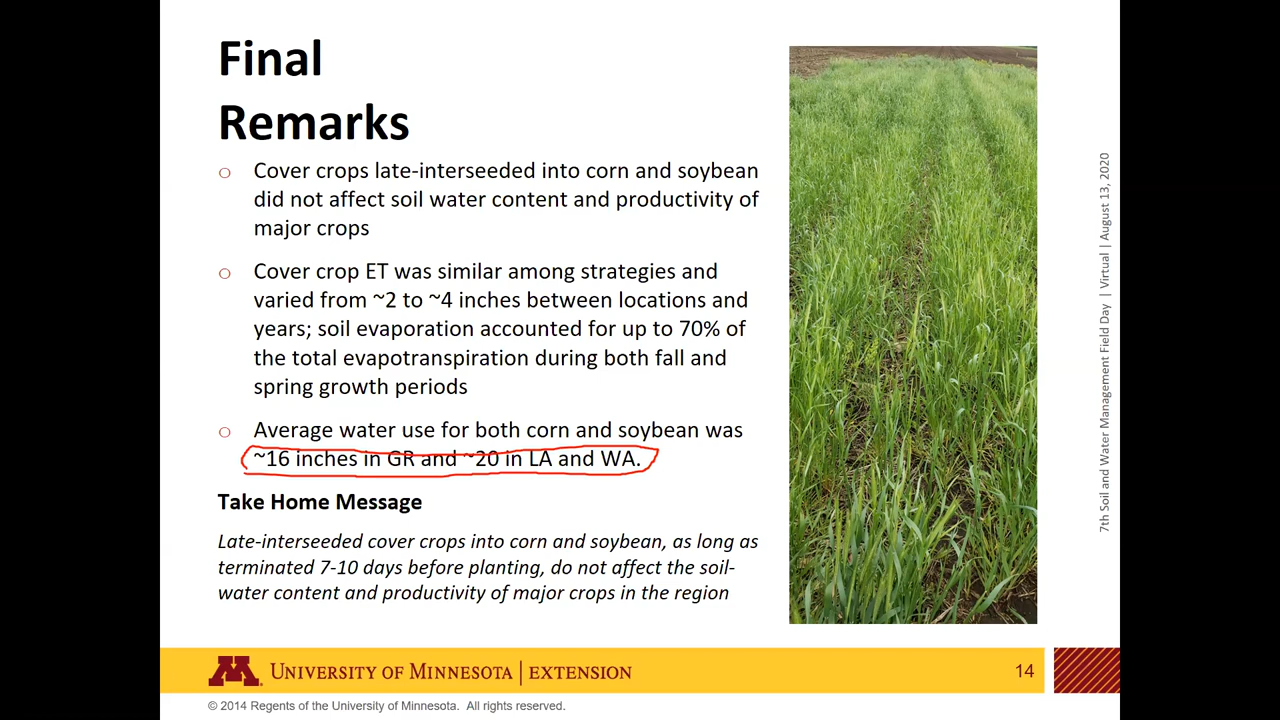 Final
Remarks
○ Cover crops late-interseeded into corn and soybean
did not affect soil water content and productivity of
major crops
○ Cover crop ET was similar among strategies and
varied from ~2 to ~4 inches between locations and
years; soil evaporation accounted for up to 70% of
the total evapotranspiration during both fall and
spring growth periods
○ Average water use for both corn and soybean was
~16 inches in GR and ~20 in LA and WA.
Take Home Message
Late-interseeded cover crops into corn and soybean, as long as
terminated 7-10 days before planting, do not affect the soil-
water content and productivity of major crops in the region
7th Soil and Water Management Field Day | Virtual | August 13, 2020
M UNIVERSITY OF MINNESOTA | EXTENSION
14
© 2014 Regents of the University of Minnesota. All rights reserved.